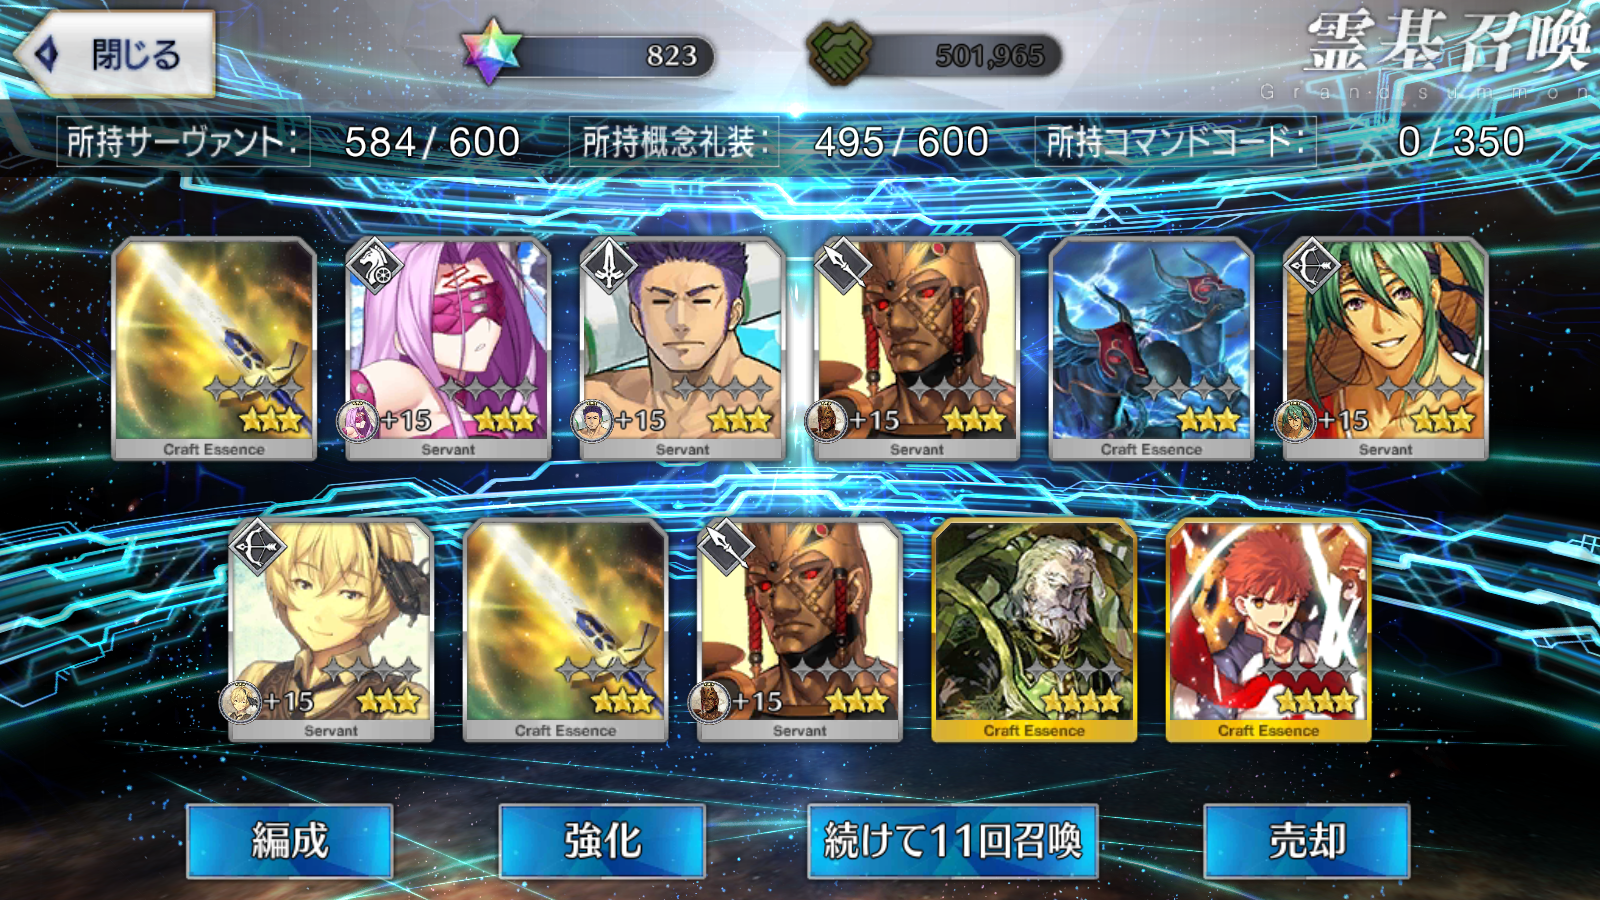 閉じる
823
501,965
霊基召喚
Grand summon
所持サーヴァント: 584/600
所持概念礼装: 495/600
所持コマンドコード: 0/350
+15
+15
+15
+15
Craft Essence
Servant
Servant
Servant
Craft Essence
Servant
+15
+15
Servant
Craft Essence
Servant
Craft Essence
Craft Essence
編成
強化
続けて11回召喚
売却